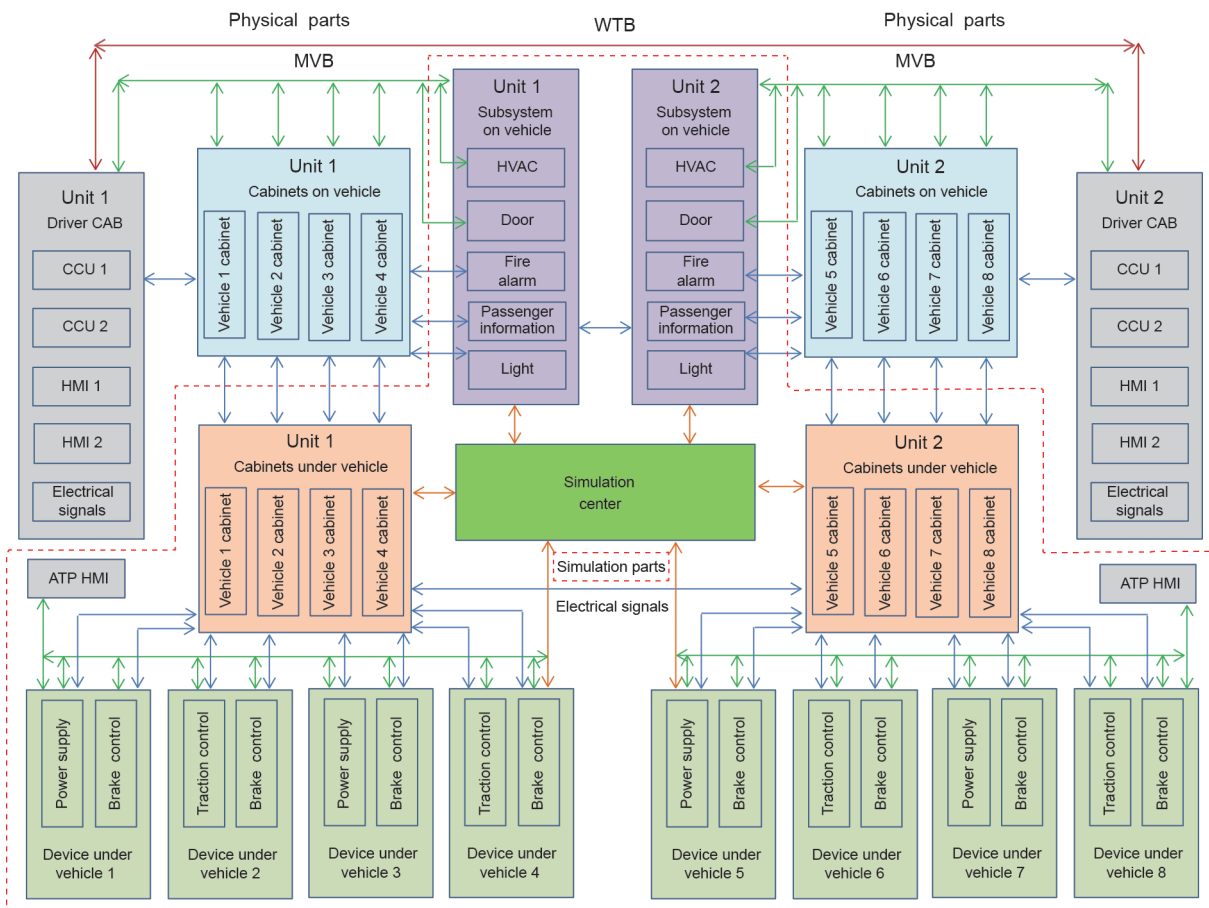 Physical parts
WTB
Physical parts
MVB
MVB
Unit 1
Subsystem
on vehicle
HVAC
Door
Fire
alarm
Passenger
information
Light
Unit 2
Subsystem
on vehicle
HVAC
Door
Fire
alarm
Passenger
information
Light
Unit 1
Driver CAB
CCU 1
CCU 2
HMI 1
HMI 2
Electrical
signals
Unit 1
Cabinets on vehicle
Vehicle 1 cabinet
Vehicle 2 cabinet
Vehicle 3 cabinet
Vehicle 4 cabinet
Unit 2
Cabinets on vehicle
Vehicle 5 cabinet
Vehicle 6 cabinet
Vehicle 7 cabinet
Vehicle 8 cabinet
Unit 2
Driver CAB
CCU 1
CCU 2
HMI 1
HMI 2
Electrical
signals
Unit 1
Cabinets under vehicle
Vehicle 1 cabinet
Vehicle 2 cabinet
Vehicle 3 cabinet
Vehicle 4 cabinet
Simulation
center
Unit 2
Cabinets under vehicle
Vehicle 5 cabinet
Vehicle 6 cabinet
Vehicle 7 cabinet
Vehicle 8 cabinet
Simulation parts
Electrical signals
ATP HMI
ATP HMI
Power supply
Brake control
Device under
vehicle 1
Traction control
Brake control
Device under
vehicle 2
Power supply
Brake control
Device under
vehicle 3
Traction control
Brake control
Device under
vehicle 4
Power supply
Brake control
Device under
vehicle 5
Traction control
Brake control
Device under
vehicle 6
Power supply
Brake control
Device under
vehicle 7
Traction control
Brake control
Device under
vehicle 8